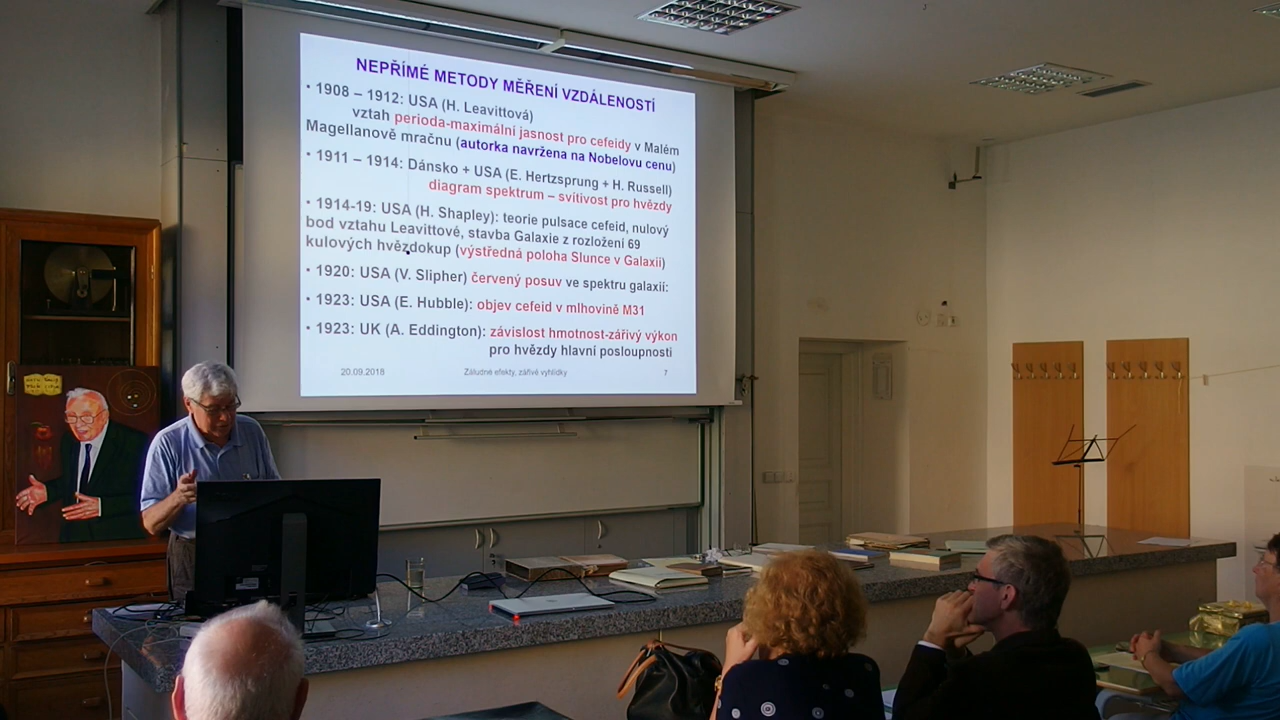 NEPŘÍMÉ METODY MĚŘENÍ VZDÁLENOSTÍ
• 1908 – 1912: USA (H. Leavittová)
vztah perioda-maximální jasnost pro cefeidy v Malém
Magellanově mračnu (autorka navržena na Nobelovu cenu)
• 1911 – 1914: Dánsko + USA (E. Hertzsprung + H. Russell)
diagram spektrum – svítivost pro hvězdy
• 1914-19: USA (H. Shapley): teorie pulsace cefeid, nulový
bod vztahu Leavittové, stavba Galaxie z rozložení 69
kulových hvězdokup (výstředná poloha Slunce v Galaxii)
• 1920: USA (V. Slipher) červený posuv ve spektru galaxií:
• 1923: USA (E. Hubble): objev cefeid v mlhovině M31
• 1923: UK (A. Eddington): závislost hmotnost-zářivý výkon
pro hvězdy hlavní posloupnosti
20.09.2018 Záludné efekty, zářivé vyhlídky 7